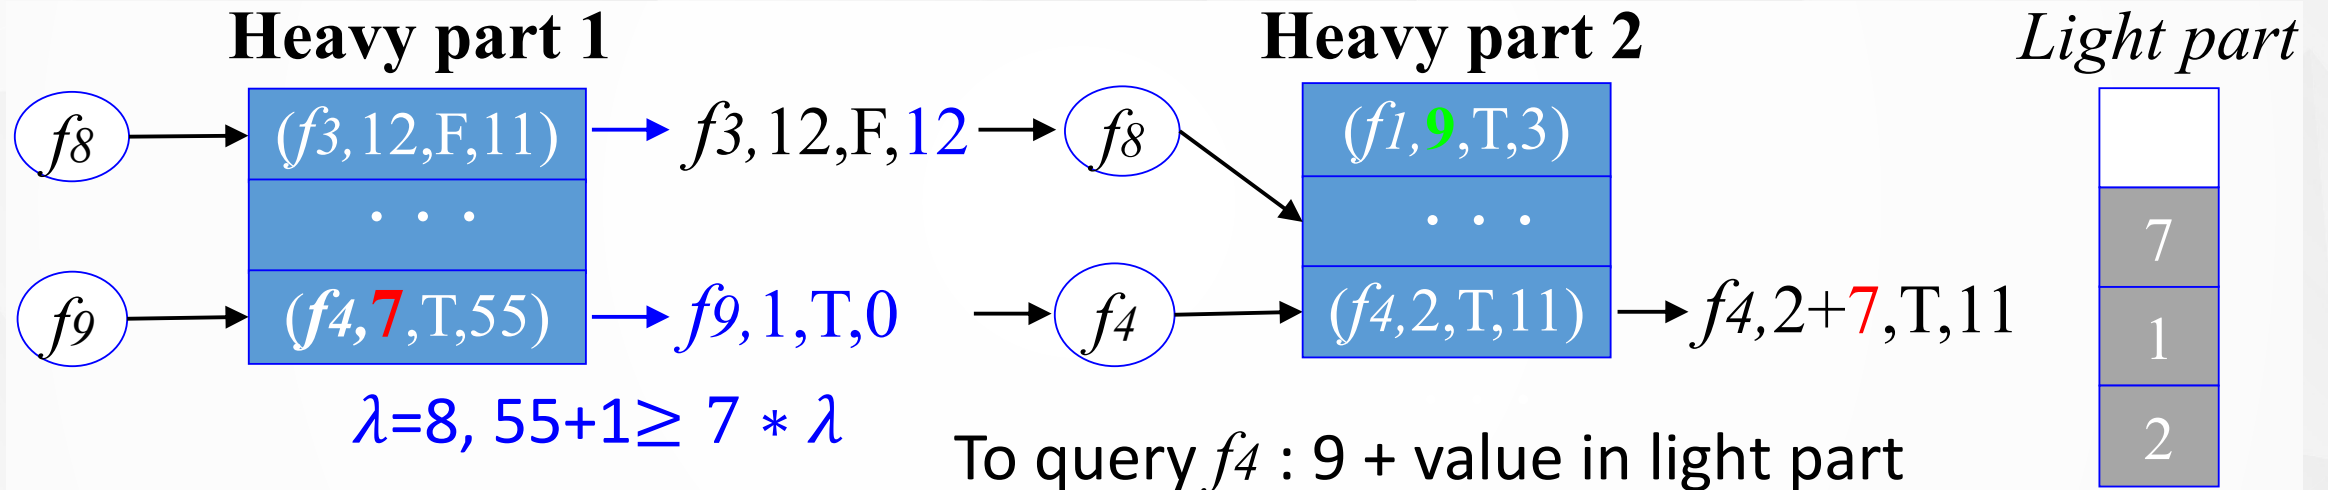 Heavy part 1 Heavy part 2 Light part
f8 (f3,12,F,11) f3,12,F,12 f8 (f1,9,T,3)
. . . . . . 7
f9 (f4,7,T,55) f9,1,T,0 f4 (f4,2,T,11) f4,2+7,T,11 1
λ=8, 55+1≥ 7 * λ 2
To query f4 : 9 + value in light part